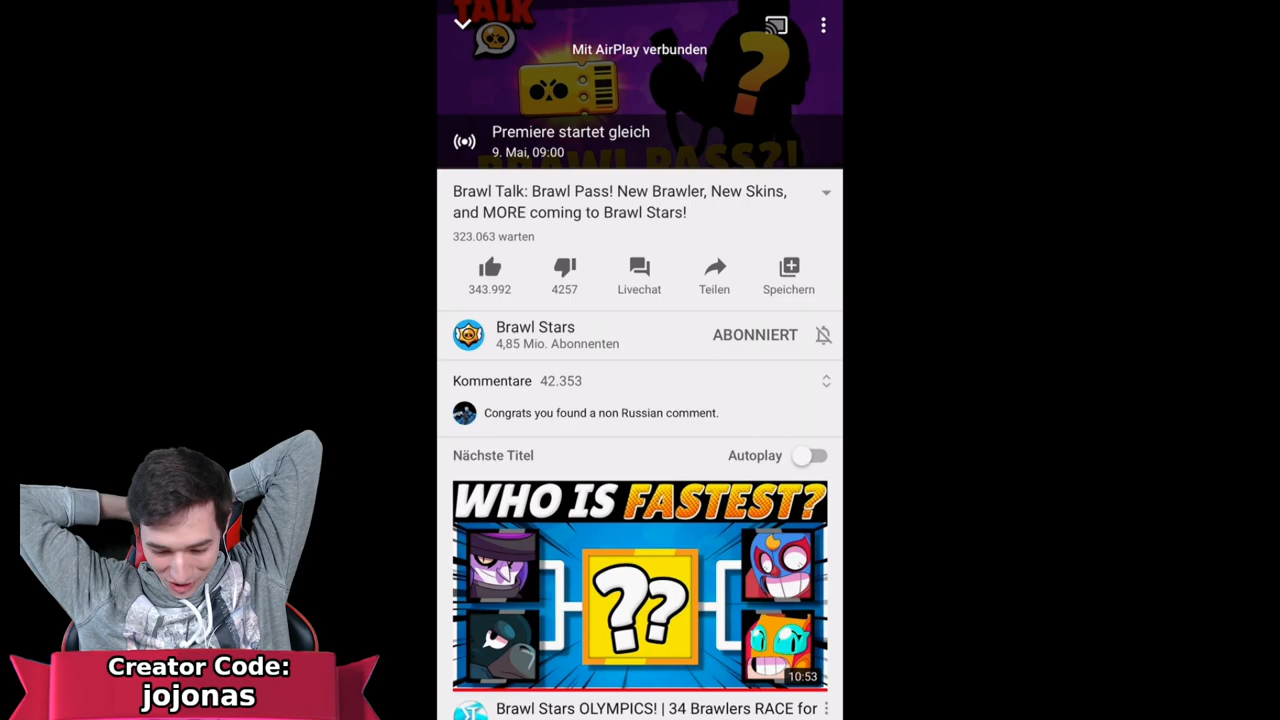 TALK
Mit AirPlay verbunden
Premiere startet gleich
9. Mai, 09:00
BRAWL PASS?!
Brawl Talk: Brawl Pass! New Brawler, New Skins,
and MORE coming to Brawl Stars!
323.063 warten
343.992
4257
Livechat
Teilen
Speichern
Brawl Stars
4,85 Mio. Abonnenten
ABONNIERT
Kommentare 42.353
Congrats you found a non Russian comment.
Nächste Titel
Autoplay
WHO IS FASTEST?
??
10:53
Brawl Stars OLYMPICS! | 34 Brawlers RACE for
Creator Code:
jojonas